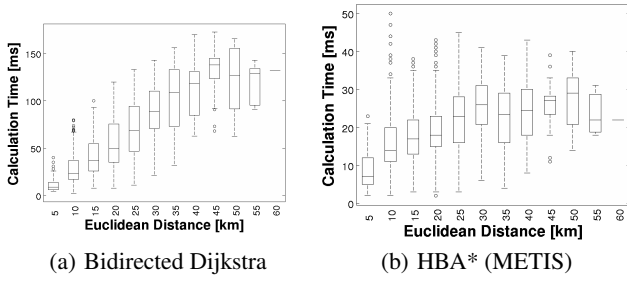 Calculation Time [ms]
150
100
50
0
5 10 15 20 25 30 35 40 45 50 55 60
Euclidean Distance [km]
(a) Bidirected Dijkstra
Calculation Time [ms]
50
40
30
20
10
0
5 10 15 20 25 30 35 40 45 50 55 60
Euclidean Distance [km]
(b) HBA* (METIS)